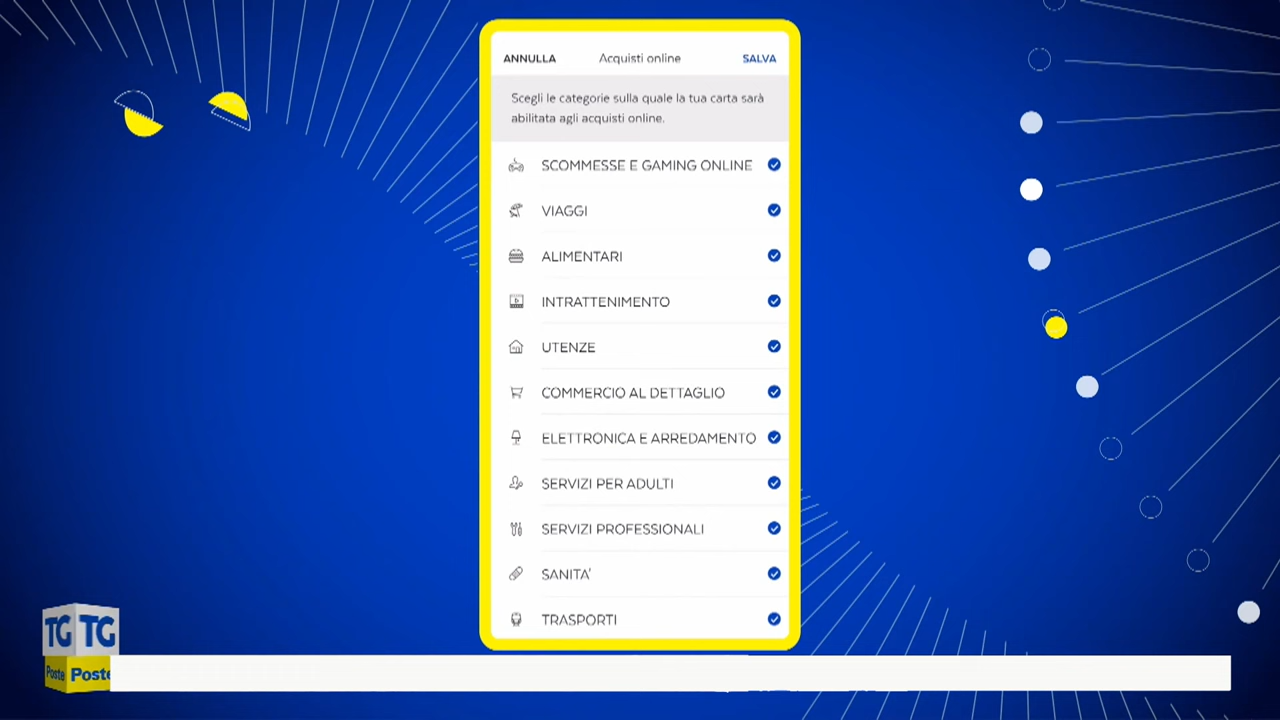 ANNULLA Acquisti online SALVA
Scegli le categorie sulla quale la tua carta sarà
abilitata agli acquisti online.
SCOMMESSE E GAMING ONLINE
VIAGGI
ALIMENTARI
INTRATTENIMENTO
UTENZE
COMMERCIO AL DETTAGLIO
ELETTRONICA E ARREDAMENTO
SERVIZI PER ADULTI
SERVIZI PROFESSIONALI
SANITA'
TRASPORTI
TG TG
Poste Poste